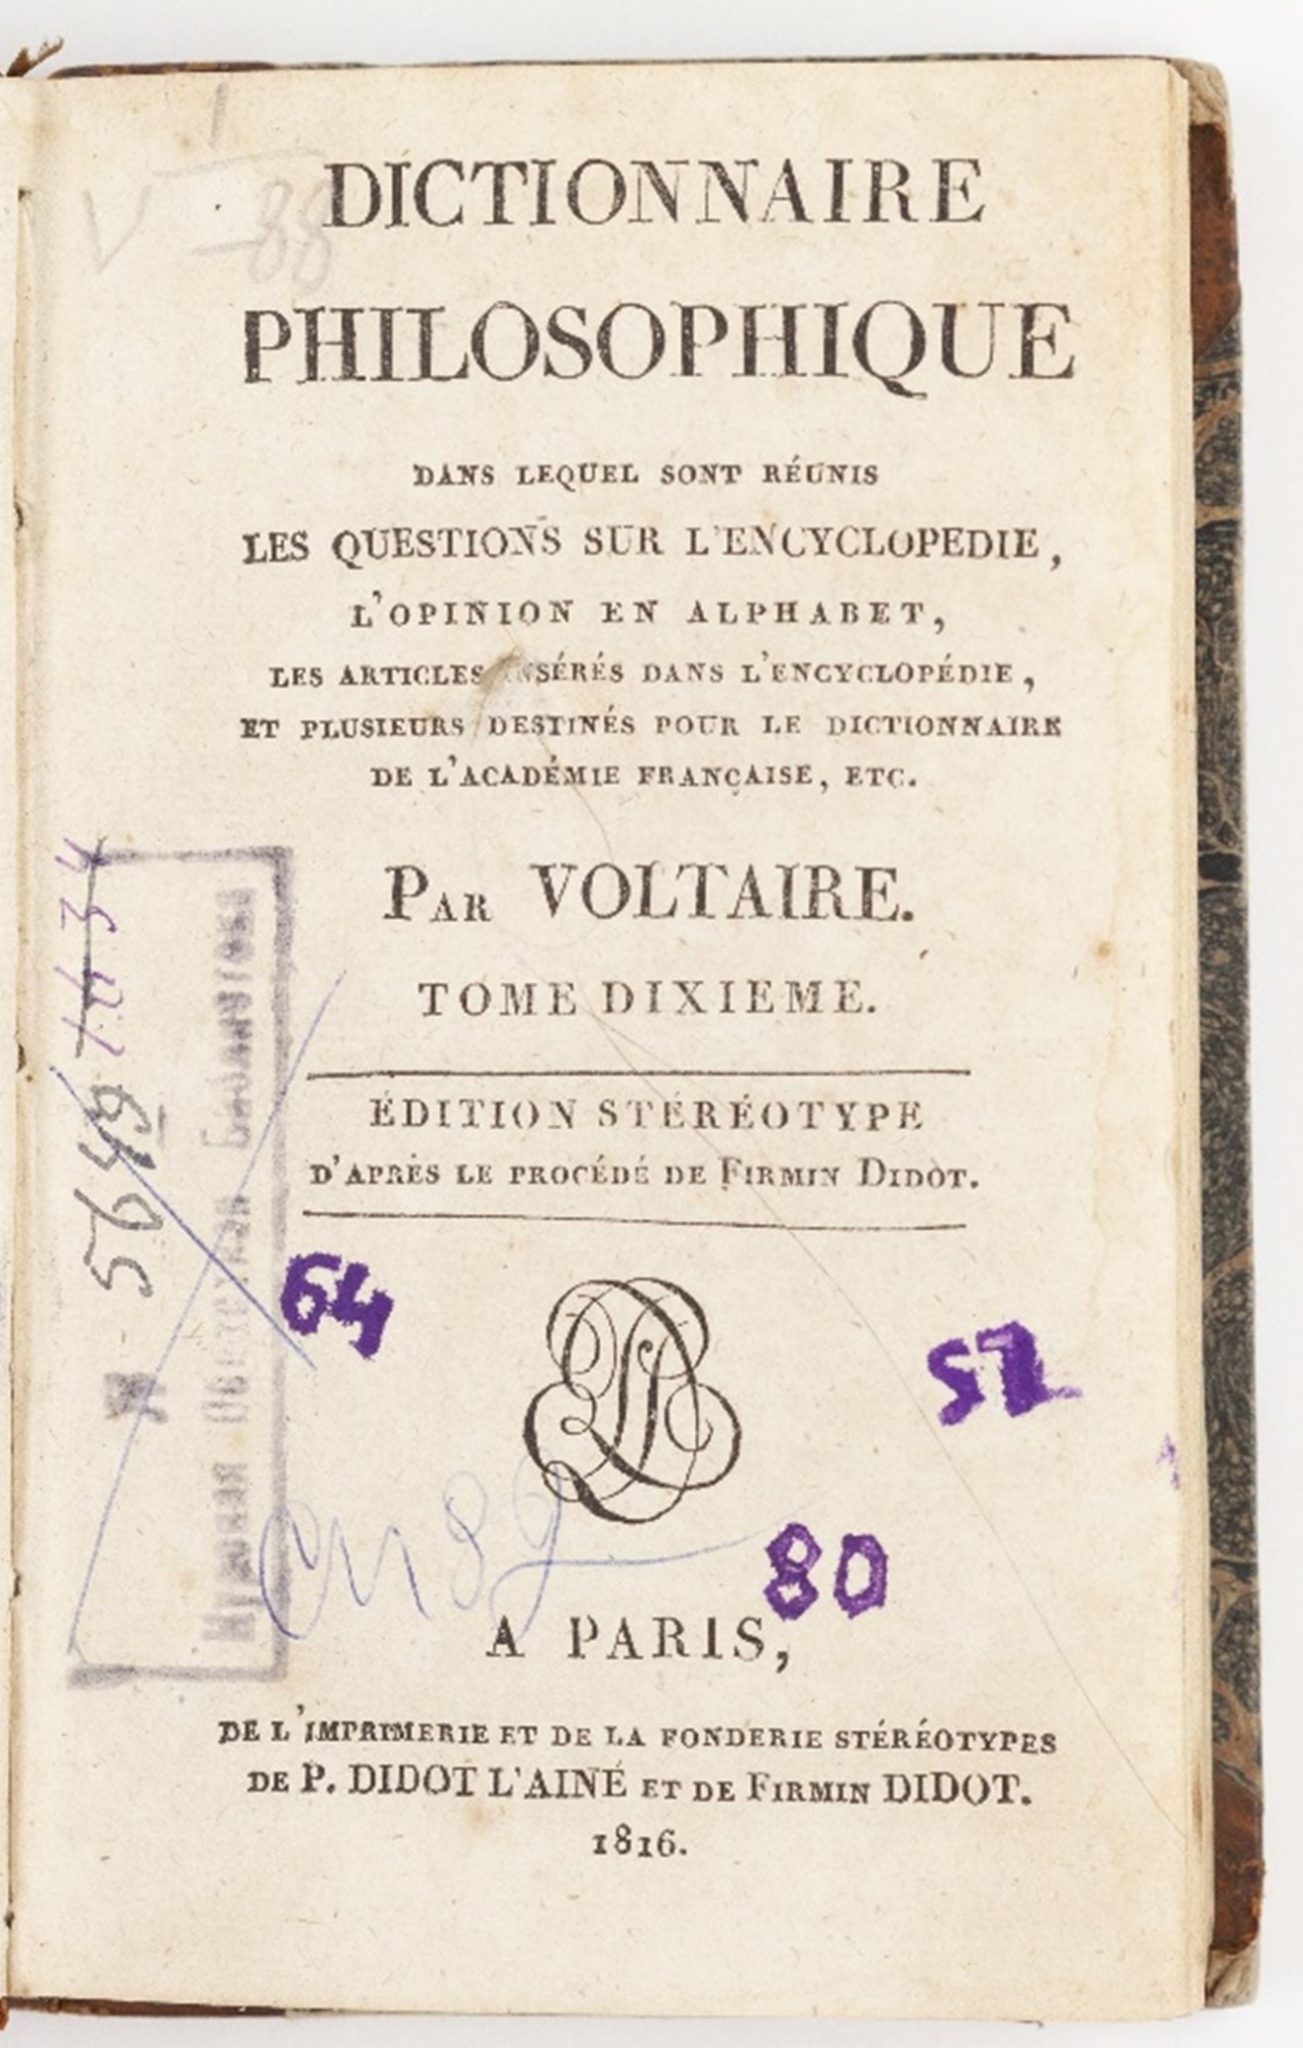 DICTIONNAIRE
PHILOSOPHIQUE
DANS LEQUEL SONT RÉUNIS
LES QUESTIONS SUR L'ENCYCLOPEDIE,
L'OPINION EN ALPHABET,
LES ARTICLES INSÉRÉS DANS L'ENCYCLOPÉDIE,
ET PLUSIEURS DESTINÉS POUR LE DICTIONNAIRE
DE L'ACADÉMIE FRANÇAISE, ETC.
PAR VOLTAIRE.
TOME DIXIEME.
ÉDITION STÉRÉOTYPE
D'APRÈS LE PROCÉDÉ DE FIRMIN DIDOT.
64
57
80
A PARIS,
DE L'IMPRIMERIE ET DE LA FONDERIE STÉRÉOTYPES
DE P. DIDOT L'AINÉ ET DE FIRMIN DIDOT.
1816.